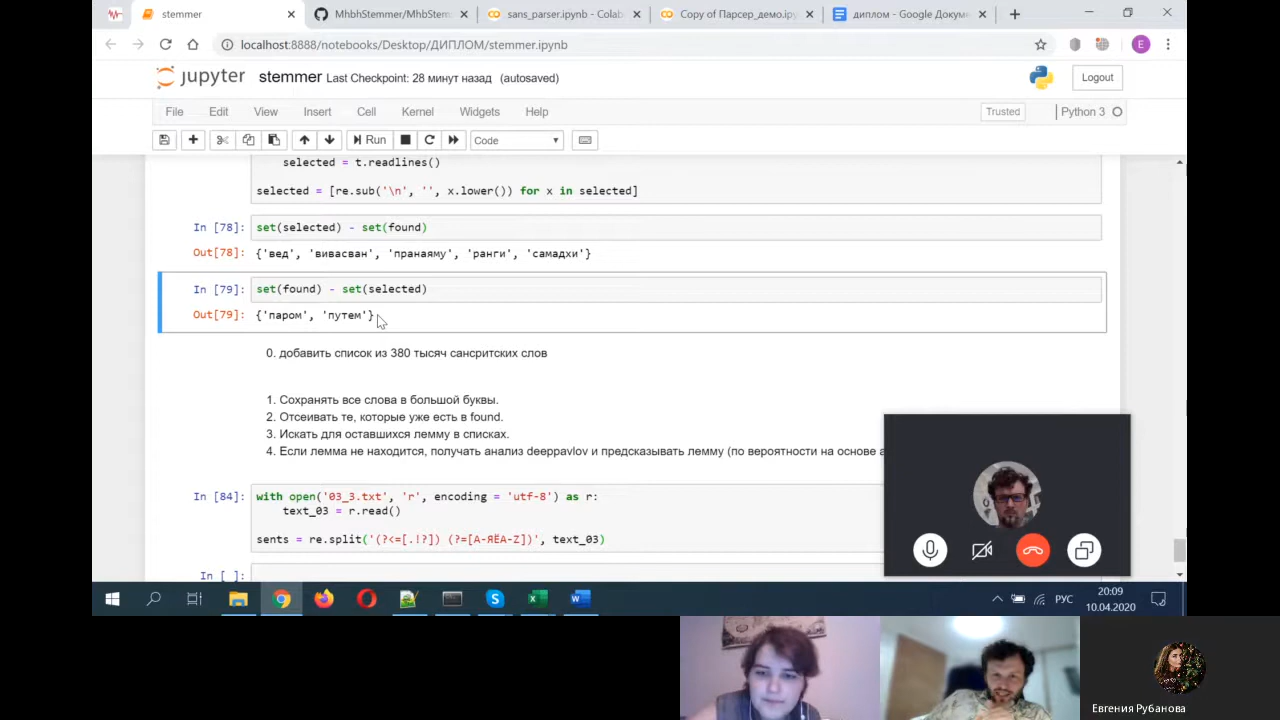 stemmer
MhbhStemmer/MhbStem
sans_parser.ipynb - Colab
Copy of Парсер_демо.ipy
диплом - Google Докуме
localhost:8888/notebooks/Desktop/ДИПЛОМ/stemmer.ipynb
E
jupyter stemmer Last Checkpoint: 28 минут назад (autosaved)
Logout
File Edit View Insert Cell Kernel Widgets Help
Trusted
Python 3
Run
Code
selected = t.readlines()
selected = [re.sub('\n', '', x.lower()) for x in selected]
In [78]: set(selected) - set(found)
Out[78]: {'вед', 'вивасван', 'пранаяму', 'ранги', 'самадхи'}
In [79]: set(found) - set(selected)
Out[79]: {'паром', 'путем'}
0. добавить список из 380 тысяч сансритских слов
1. Сохранять все слова в большой буквы.
2. Отсеивать те, которые уже есть в found.
3. Искать для оставшихся лемму в списках.
4. Если лемма не находится, получать анализ deeppavlov и предсказывать лемму (по вероятности на основе а
In [84]: with open('03_3.txt', 'r', encoding = 'utf-8') as r:
text_03 = r.read()
sents = re.split('(?<=[.!?]) (?=[А-ЯЁA-Z])', text_03)
In [ ]:
РУС
20:09
10.04.2020
Евгения Рубанова